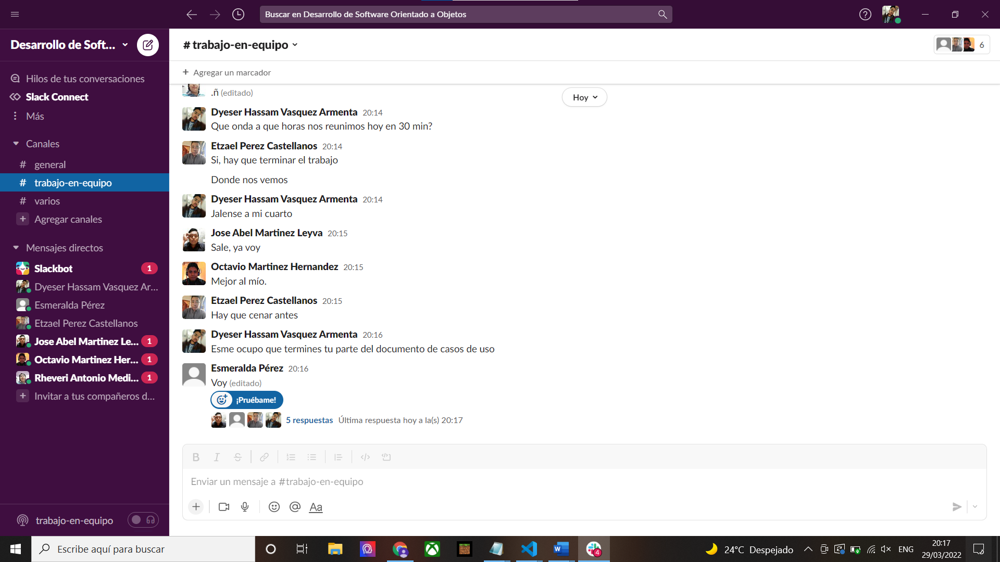 Buscar en Desarrollo de Software Orientado a Objetos
Desarrollo de Soft...
Hilos de tus conversaciones
Slack Connect
Más
Canales
# general
# trabajo-en-equipo
# varios
+ Agregar canales
Mensajes directos
Slackbot 1
Dyeser Hassam Vasquez Ar...
Esmeralda Pérez
Etzael Perez Castellanos
Jose Abel Martinez Le... 1
Octavio Martinez Her... 1
Rheveri Antonio Medi... 1
+ Invitar a tus compañeros d...
trabajo-en-equipo
# trabajo-en-equipo
6
+ Agregar un marcador
Hoy
.ñ (editado)
Dyeser Hassam Vasquez Armenta 20:14
Que onda a que horas nos reunimos hoy en 30 min?
Etzael Perez Castellanos 20:14
Si, hay que terminar el trabajo
Donde nos vemos
Dyeser Hassam Vasquez Armenta 20:14
Jalense a mi cuarto
Jose Abel Martinez Leyva 20:15
Sale, ya voy
Octavio Martinez Hernandez 20:15
Mejor al mío.
Etzael Perez Castellanos 20:15
Hay que cenar antes
Dyeser Hassam Vasquez Armenta 20:16
Esme ocupo que termines tu parte del documento de casos de uso
Esmeralda Pérez 20:16
Voy (editado)
¡Pruébame!
5 respuestas Última respuesta hoy a la(s) 20:17
B I S
Enviar un mensaje a #trabajo-en-equipo
+ @ Aa
Escribe aquí para buscar
W
4
24°C Despejado
ENG
20:17
29/03/2022